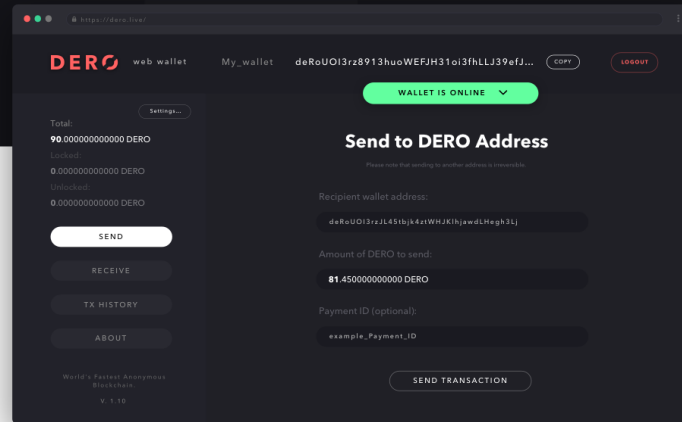 https://dero.live/
DERO web wallet My_wallet deRoUOI3rz8913huoWEFJH31oi3fhLLJ39efJ... COPY LOGOUT
WALLET IS ONLINE
Settings...
Total:
90.000000000000 DERO
Locked:
0.000000000000 DERO
Unlocked:
0.000000000000 DERO
SEND
RECEIVE
TX HISTORY
ABOUT
World's Fastest Anonymous
Blockchain.
V. 1.10
Send to DERO Address
Please note that sending to another address is irreversible.
Recipient wallet address:
deRoUOI3rzJL45tbjk4ztWHJKlhjawdLHegh3Lj
Amount of DERO to send:
81.450000000000 DERO
Payment ID (optional):
example_Payment_ID
SEND TRANSACTION